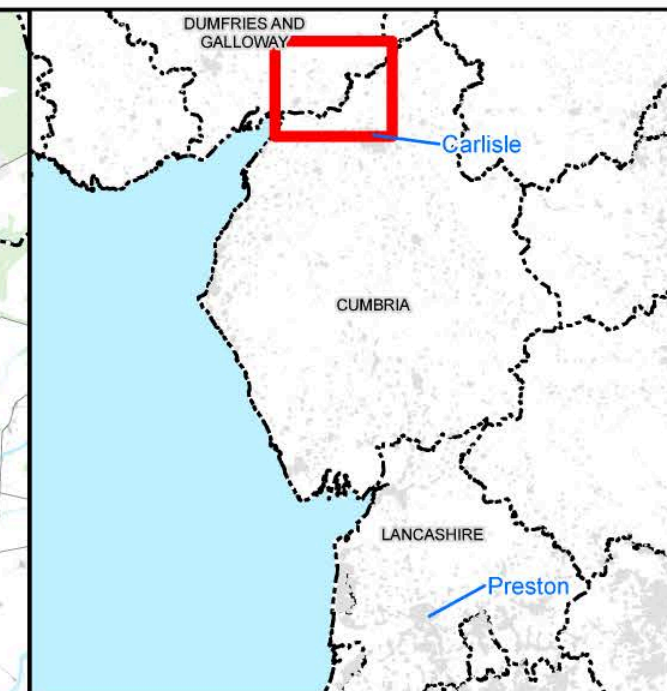 DUMFRIES AND
GALLOWAY
Carlisle
CUMBRIA
LANCASHIRE
Preston